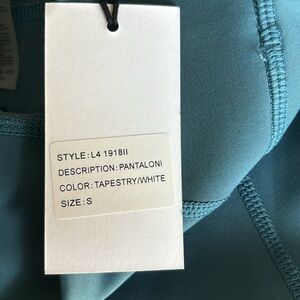 STYLE: L4 1918II
DESCRIPTION: PANTALONI
COLOR: TAPESTRY/WHITE
SIZE: S